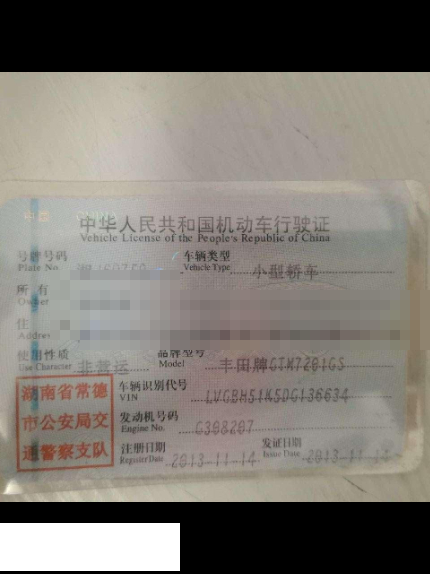 中华人民共和国机动车行驶证
Vehicle License of the People's Republic of China
号牌号码
Plate No.
车辆类型
Vehicle Type
小型轿车
所 有
Owner
住
Address
使用性质
Use Character
非营运
品牌型号
Model
丰田牌GTM7201GS
湖南省常德
市公安局交
通警察支队
车辆识别代号
VIN
LVGBH51K5DG136634
发动机号码
Engine No.
G308207
注册日期
Register Date
2013-11-14
发证日期
Issue Date
2013-11-14